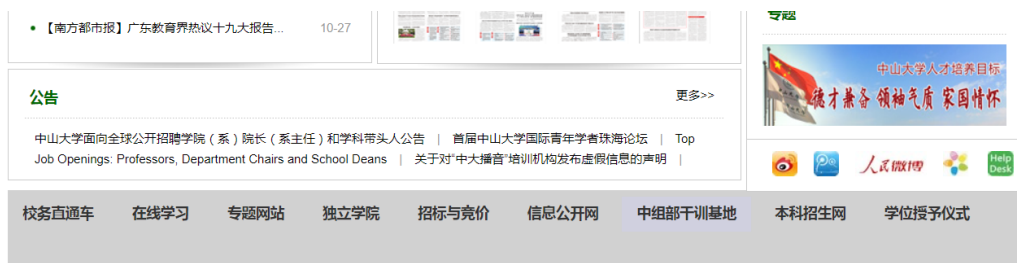 • 【南方都市报】广东教育界热议十九大报告... 10-27
专题
中山大学人才培养目标
德才兼备 领袖气质 家国情怀
公告 更多>>
中山大学面向全球公开招聘学院（系）院长（系主任）和学科带头人公告 | 首届中山大学国际青年学者珠海论坛 | Top
Job Openings: Professors, Department Chairs and School Deans | 关于对“中大播音”培训机构发布虚假信息的声明 |
人民微博 Help
Desk
校务直通车 在线学习 专题网站 独立学院 招标与竞价 信息公开网 中组部干训基地 本科招生网 学位授予仪式